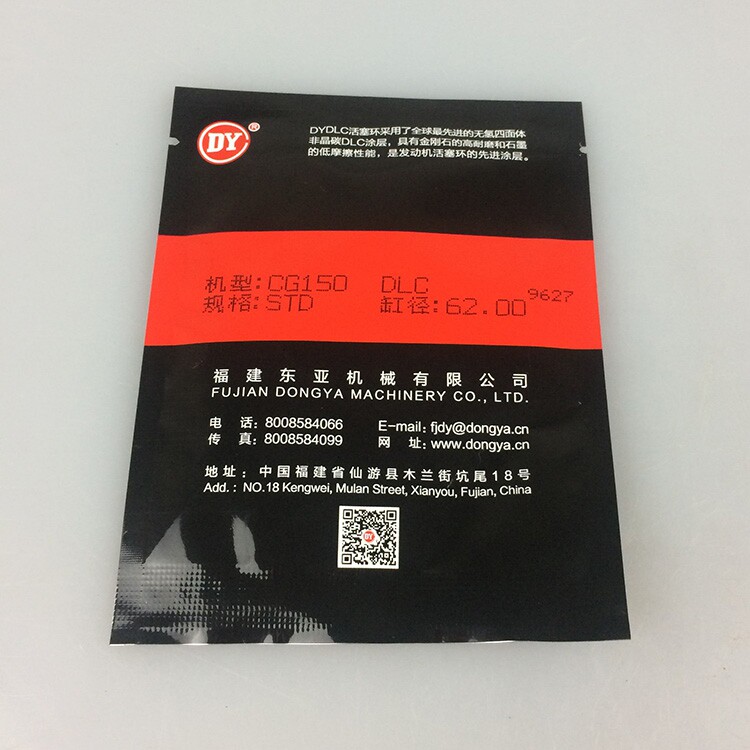 DY®
DYDLC活塞环采用了全球最先进的无氢四面体
非晶碳DLC涂层，具有金刚石的高耐磨和石墨
的低摩擦性能，是发动机活塞环的先进涂层。
机型:CG150 DLC
规格:STD 缸径:62.00 9627
福建东亚机械有限公司
FUJIAN DONGYA MACHINERY CO., LTD.
电 话:8008584066 E-mail: fjdy@dongya.cn
传 真:8008584099 网 址: www.dongya.cn
地址：中国福建省仙游县木兰街坑尾18号
Add.：NO.18 Kengwei, Mulan Street, Xianyou, Fujian, China
DY